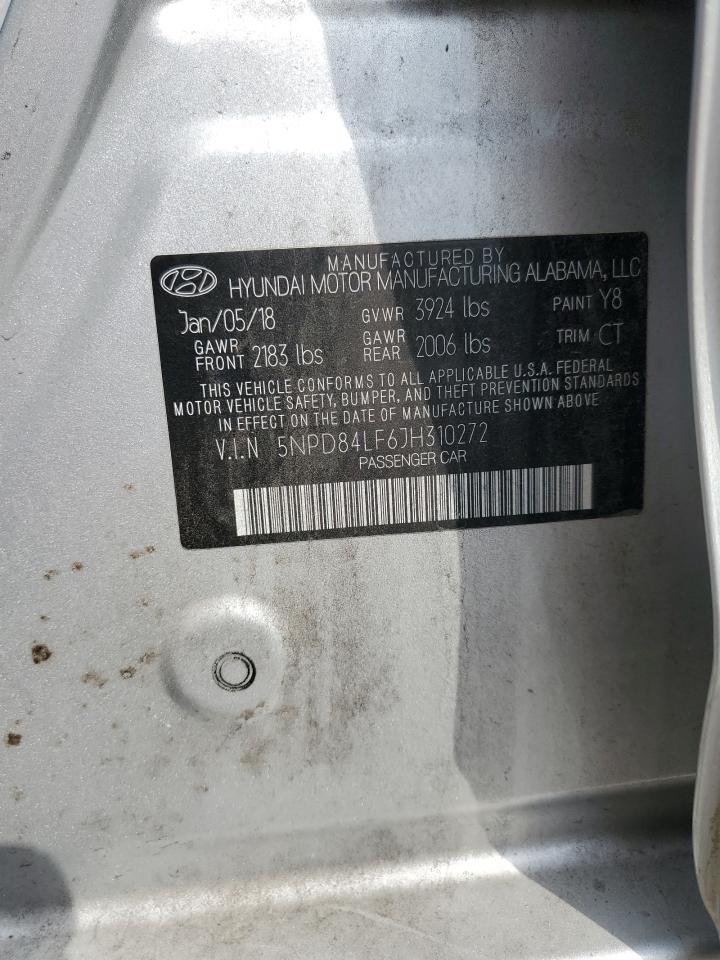 MANUFACTURED BY
HYUNDAI MOTOR MANUFACTURING ALABAMA, LLC
Jan/05/18 GVWR 3924 lbs PAINT Y8
GAWR FRONT 2183 lbs GAWR REAR 2006 lbs TRIM CT
THIS VEHICLE CONFORMS TO ALL APPLICABLE U.S.A. FEDERAL
MOTOR VEHICLE SAFETY, BUMPER, AND THEFT PREVENTION STANDARDS
IN EFFECT ON THE DATE OF MANUFACTURE SHOWN ABOVE.
V.I.N 5NPD84LF6JH310272
PASSENGER CAR